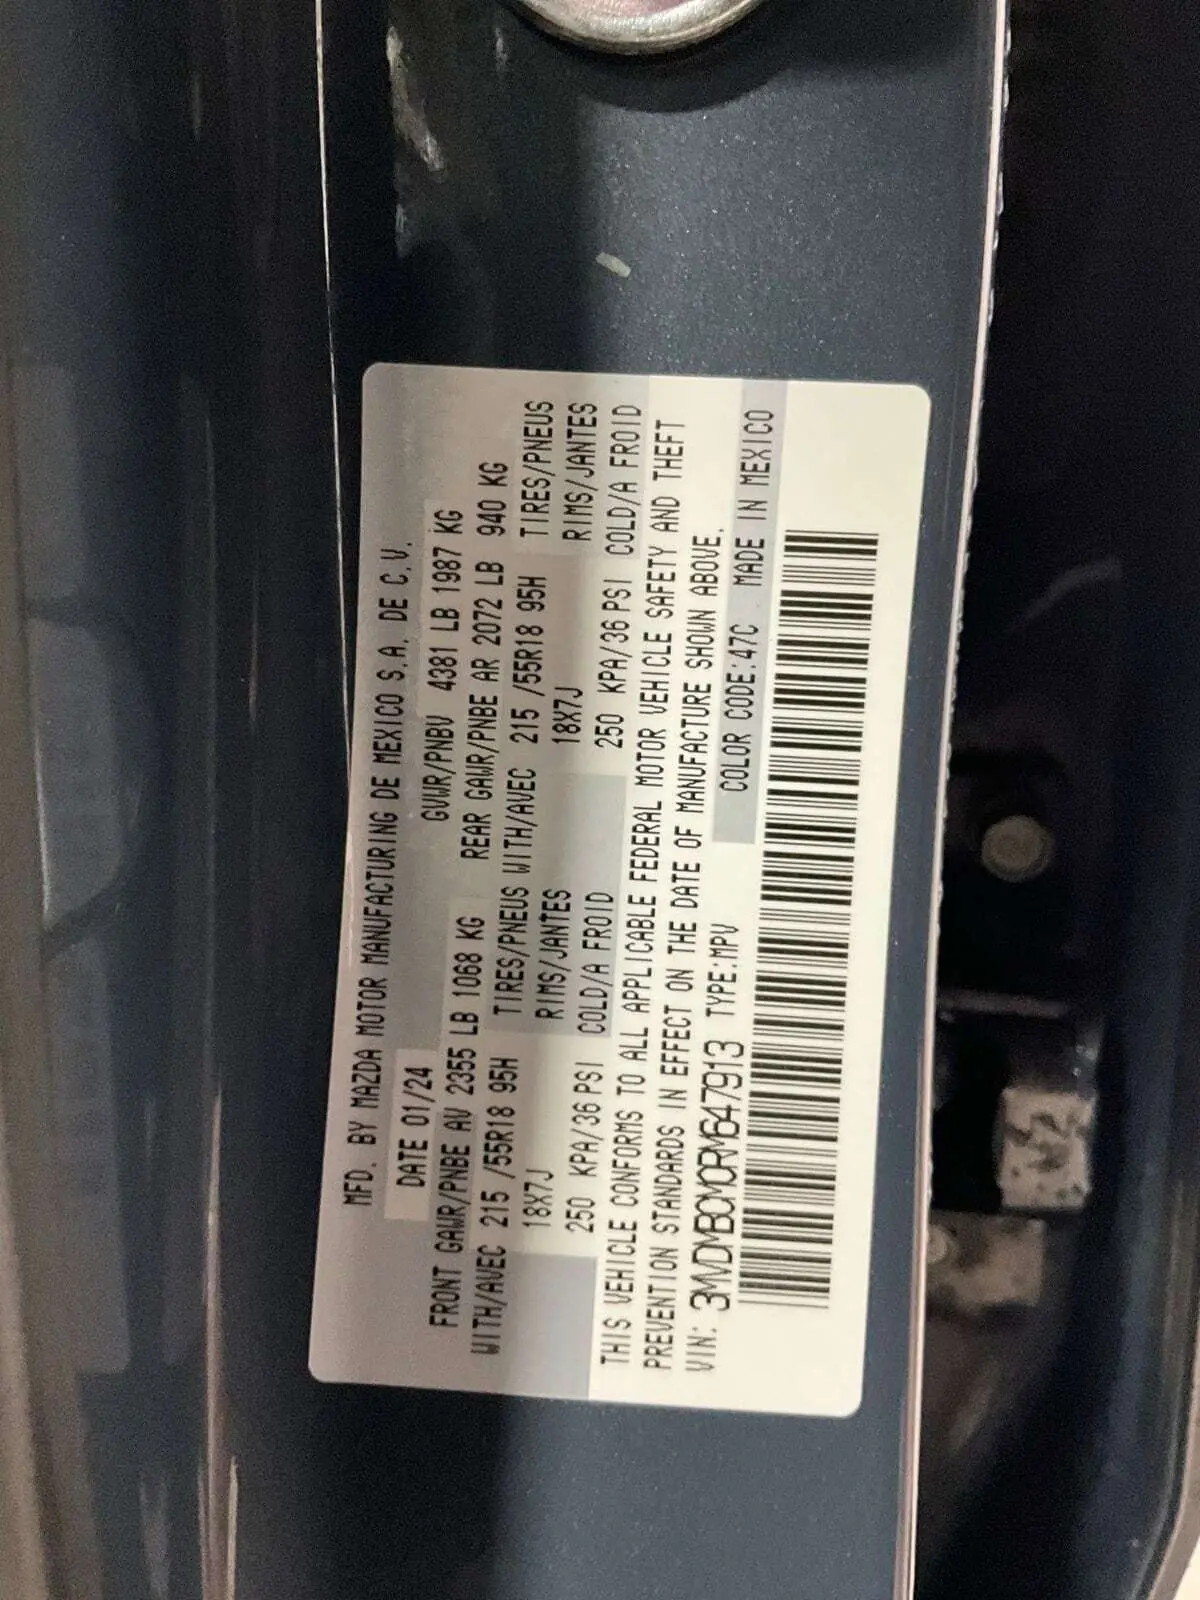 MFD. BY MAZDA MOTOR MANUFACTURING DE MEXICO S.A. DE C.V.
DATE 01/24 GVWR/PNBV 4381 LB 1987 KG
FRONT GAWR/PNBE AV 2355 LB 1068 KG REAR GAWR/PNBE AR 2072 LB 940 KG
WITH/AVEC 215 /55R18 95H TIRES/PNEUS WITH/AVEC 215 /55R18 95H TIRES/PNEUS
18X7J RIMS/JANTES 18X7J RIMS/JANTES
250 KPA/36 PSI COLD/A FROID 250 KPA/36 PSI COLD/A FROID
THIS VEHICLE CONFORMS TO ALL APPLICABLE FEDERAL MOTOR VEHICLE SAFETY AND THEFT
PREVENTION STANDARDS IN EFFECT ON THE DATE OF MANUFACTURE SHOWN ABOVE.
VIN: 3MVDMBCM0RM647913 TYPE:MPV COLOR CODE:47C MADE IN MEXICO